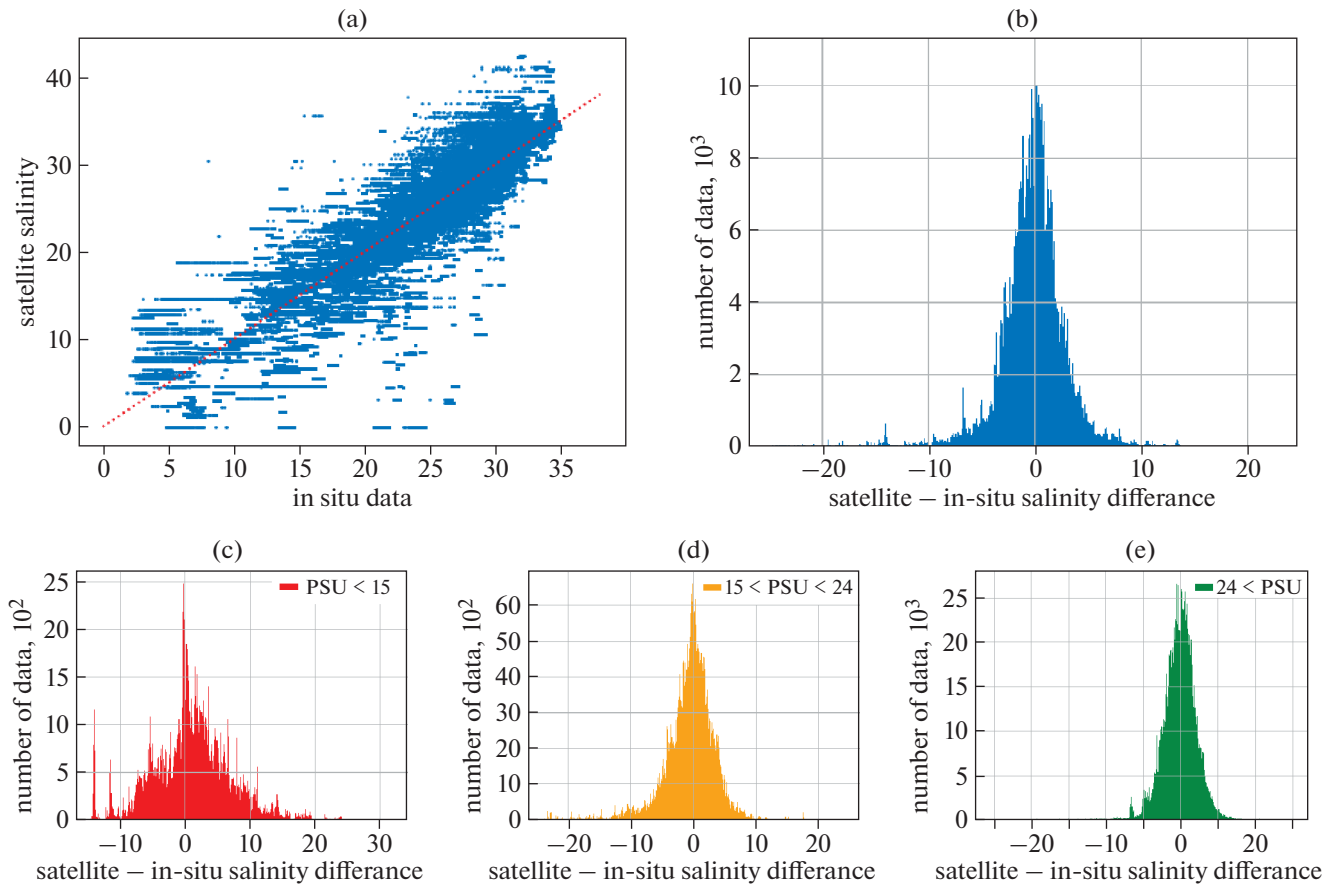 (a)
40
30
20
10
0
satellite salinity
0 5 10 15 20 25 30 35
in situ data
(b)
10
8
6
4
2
0
number of data, 10³
−20 −10 0 10 20
satellite − in-situ salinity differance
(c)
PSU < 15
25
20
15
10
5
0
number of data, 10²
−10 0 10 20 30
satellite − in-situ salinity difference
(d)
15 < PSU < 24
60
50
40
30
20
10
0
number of data, 10²
−20 −10 0 10 20
satellite − in-situ salinity difference
(e)
24 < PSU
25
20
15
10
5
0
number of data, 10³
−20 −10 −10 0 10 20 30
satellite − in-situ salinity difference